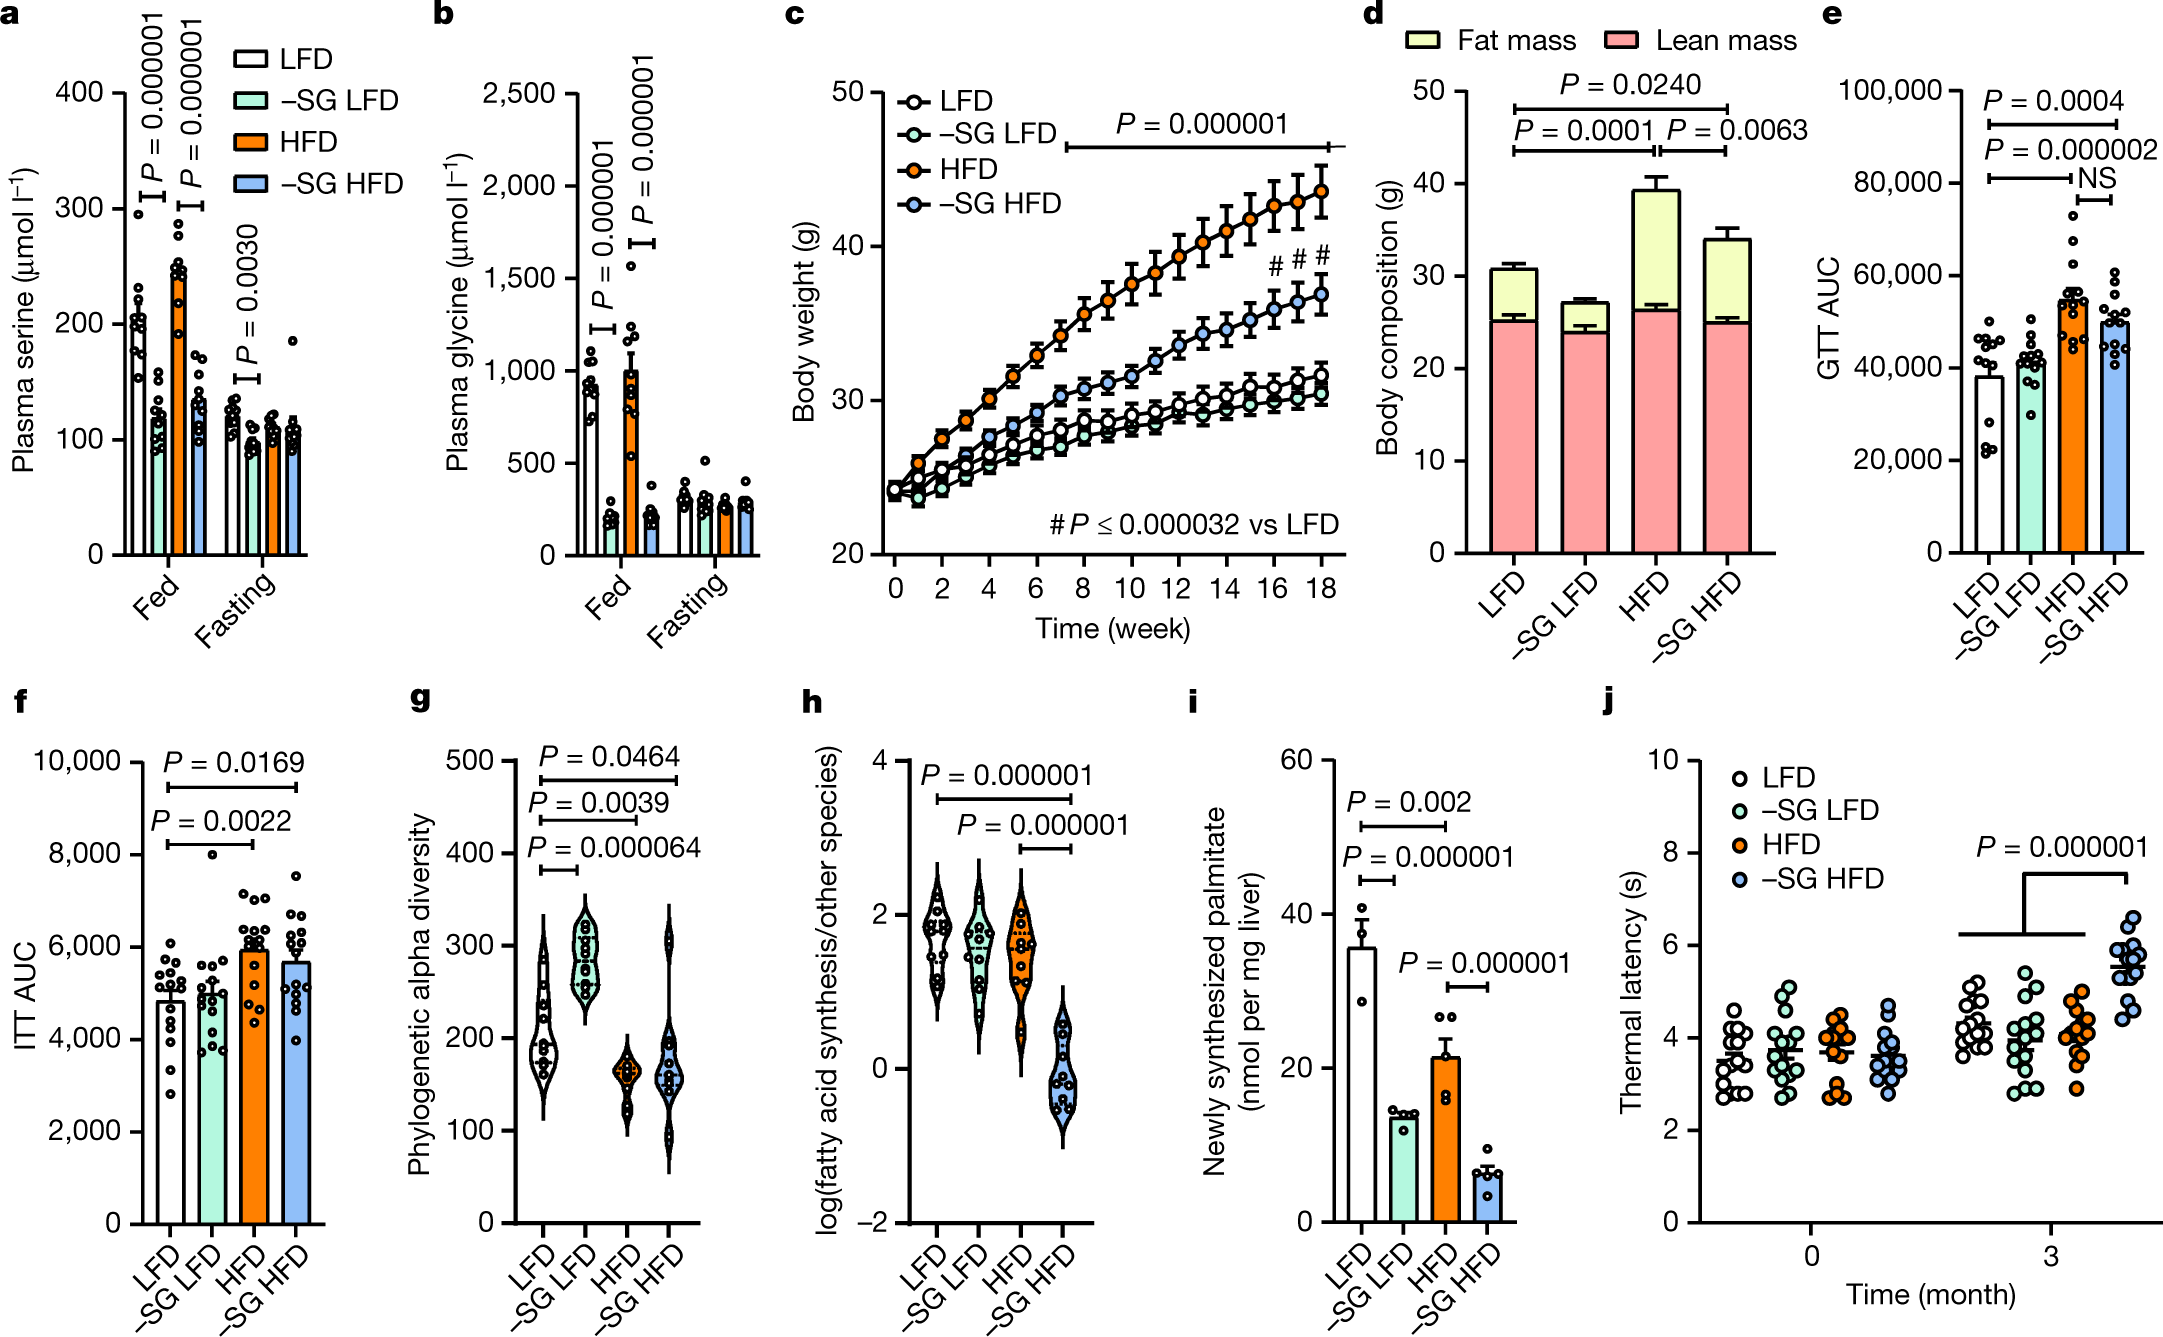 a
Plasma serine (μmol l–1)
400
300
200
100
0
P = 0.000001
P = 0.000001
P = 0.0030
LFD
–SG LFD
HFD
–SG HFD
Fed
Fasting
b
Plasma glycine (μmol l–1)
2,500
2,000
1,500
1,000
500
0
P = 0.000001
P = 0.000001
Fed
Fasting
c
Body weight (g)
50
40
30
20
LFD
–SG LFD
HFD
–SG HFD
P = 0.000001
# # #
# P ≤ 0.000032 vs LFD
0 2 4 6 8 10 12 14 16 18
Time (week)
d
Fat mass
Lean mass
Body composition (g)
50
40
30
20
10
0
P = 0.0240
P = 0.0001
P = 0.0063
LFD
–SG LFD
HFD
–SG HFD
e
GTT AUC
100,000
80,000
60,000
40,000
20,000
0
P = 0.0004
P = 0.000002
NS
LFD
–SG LFD
HFD
–SG HFD
f
ITT AUC
10,000
8,000
6,000
4,000
2,000
0
P = 0.0169
P = 0.0022
LFD
–SG LFD
HFD
–SG HFD
g
Phylogenetic alpha diversity
500
400
300
200
100
0
P = 0.0464
P = 0.0039
P = 0.000064
LFD
–SG LFD
HFD
–SG HFD
h
log(fatty acid synthesis/other species)
4
2
0
–2
P = 0.000001
P = 0.000001
LFD
–SG LFD
HFD
–SG HFD
i
Newly synthesized palmitate
(nmol per mg liver)
60
40
20
0
P = 0.002
P = 0.000001
P = 0.000001
LFD
–SG LFD
HFD
–SG HFD
j
Thermal latency (s)
10
8
6
4
2
0
LFD
–SG LFD
HFD
–SG HFD
P = 0.000001
0 3
Time (month)